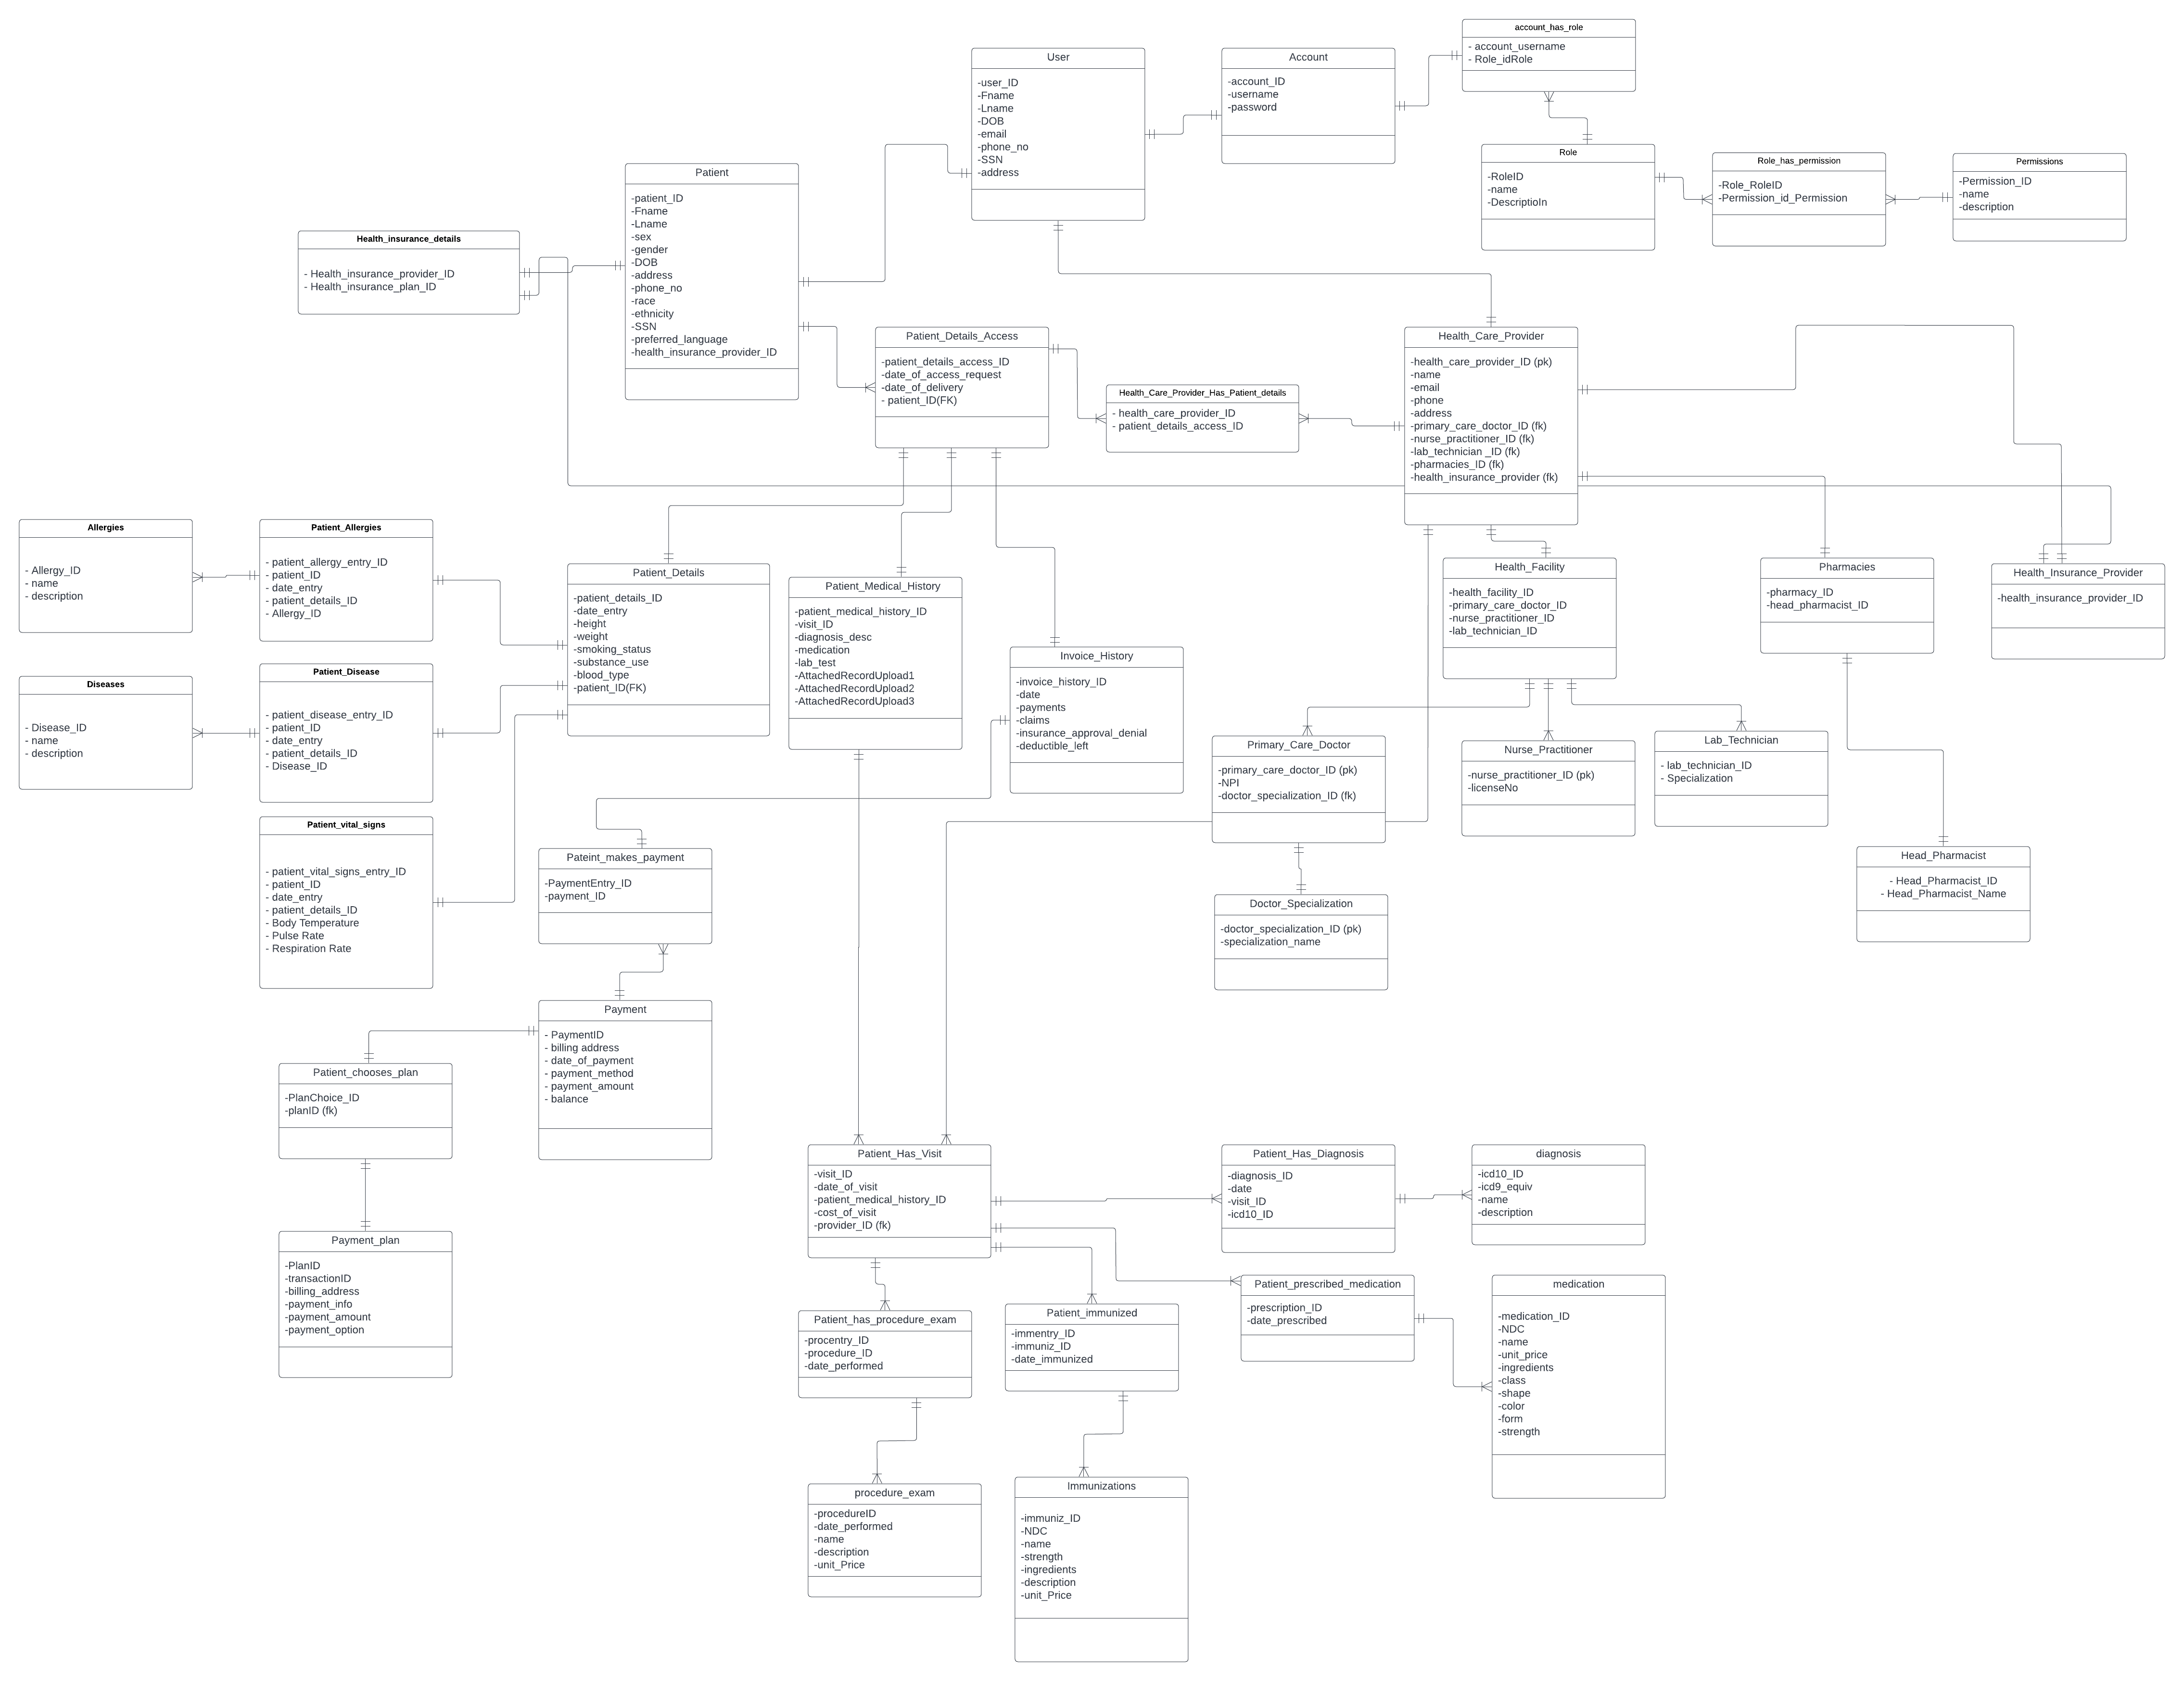 account_has_role
- account_username
- Role_idRole
User
-user_ID
-Fname
-Lname
-DOB
-email
-phone_no
-SSN
-address
Account
-account_ID
-username
-password
Role
-RoleID
-name
-DescriptioIn
Role_has_permission
-Role_RoleID
-Permission_id_Permission
Permissions
-Permission_ID
-name
-description
Patient
-patient_ID
-Fname
-Lname
-sex
-gender
-DOB
-address
-phone_no
-race
-ethnicity
-SSN
-preferred_language
-health_insurance_provider_ID
Health_insurance_details
- Health_insurance_provider_ID
- Health_insurance_plan_ID
Patient_Details_Access
-patient_details_access_ID
-date_of_access_request
-date_of_delivery
- patient_ID(FK)
Health_Care_Provider_Has_Patient_details
- health_care_provider_ID
- patient_details_access_ID
Health_Care_Provider
-health_care_provider_ID (pk)
-name
-email
-phone
-address
-primary_care_doctor_ID (fk)
-nurse_practitioner_ID (fk)
-lab_technician _ID (fk)
-pharmacies_ID (fk)
-health_insurance_provider (fk)
Allergies
- Allergy_ID
- name
- description
Patient_Allergies
- patient_allergy_entry_ID
- patient_ID
- date_entry
- patient_details_ID
- Allergy_ID
Patient_Details
-patient_details_ID
-date_entry
-height
-weight
-smoking_status
-substance_use
-blood_type
-patient_ID(FK)
Patient_Medical_History
-patient_medical_history_ID
-visit_ID
-diagnosis_desc
-medication
-lab_test
-AttachedRecordUpload1
-AttachedRecordUpload2
-AttachedRecordUpload3
Invoice_History
-invoice_history_ID
-date
-payments
-claims
-insurance_approval_denial
-deductible_left
Health_Facility
-health_facility_ID
-primary_care_doctor_ID
-nurse_practitioner_ID
-lab_technician_ID
Pharmacies
-pharmacy_ID
-head_pharmacist_ID
Health_Insurance_Provider
-health_insurance_provider_ID
Diseases
- Disease_ID
- name
- description
Patient_Disease
- patient_disease_entry_ID
- patient_ID
- date_entry
- patient_details_ID
- Disease_ID
Primary_Care_Doctor
-primary_care_doctor_ID (pk)
-NPI
-doctor_specialization_ID (fk)
Nurse_Practitioner
-nurse_practitioner_ID (pk)
-licenseNo
Lab_Technician
- lab_technician_ID
- Specialization
Patient_vital_signs
- patient_vital_signs_entry_ID
- patient_ID
- date_entry
- patient_details_ID
- Body Temperature
- Pulse Rate
- Respiration Rate
Pateint_makes_payment
-PaymentEntry_ID
-payment_ID
Doctor_Specialization
-doctor_specialization_ID (pk)
-specialization_name
Head_Pharmacist
- Head_Pharmacist_ID
- Head_Pharmacist_Name
Payment
- PaymentID
- billing address
- date_of_payment
- payment_method
- payment_amount
- balance
Patient_chooses_plan
-PlanChoice_ID
-planID (fk)
Payment_plan
-PlanID
-transactionID
-billing_address
-payment_info
-payment_amount
-payment_option
Patient_Has_Visit
-visit_ID
-date_of_visit
-patient_medical_history_ID
-cost_of_visit
-provider_ID (fk)
Patient_Has_Diagnosis
-diagnosis_ID
-date
-visit_ID
-icd10_ID
diagnosis
-icd10_ID
-icd9_equiv
-name
-description
Patient_has_procedure_exam
-procentry_ID
-procedure_ID
-date_performed
Patient_immunized
-immentry_ID
-immuniz_ID
-date_immunized
Patient_prescribed_medication
-prescription_ID
-date_prescribed
medication
-medication_ID
-NDC
-name
-unit_price
-ingredients
-class
-shape
-color
-form
-strength
procedure_exam
-procedureID
-date_performed
-name
-description
-unit_Price
Immunizations
-immuniz_ID
-NDC
-name
-strength
-ingredients
-description
-unit_Price